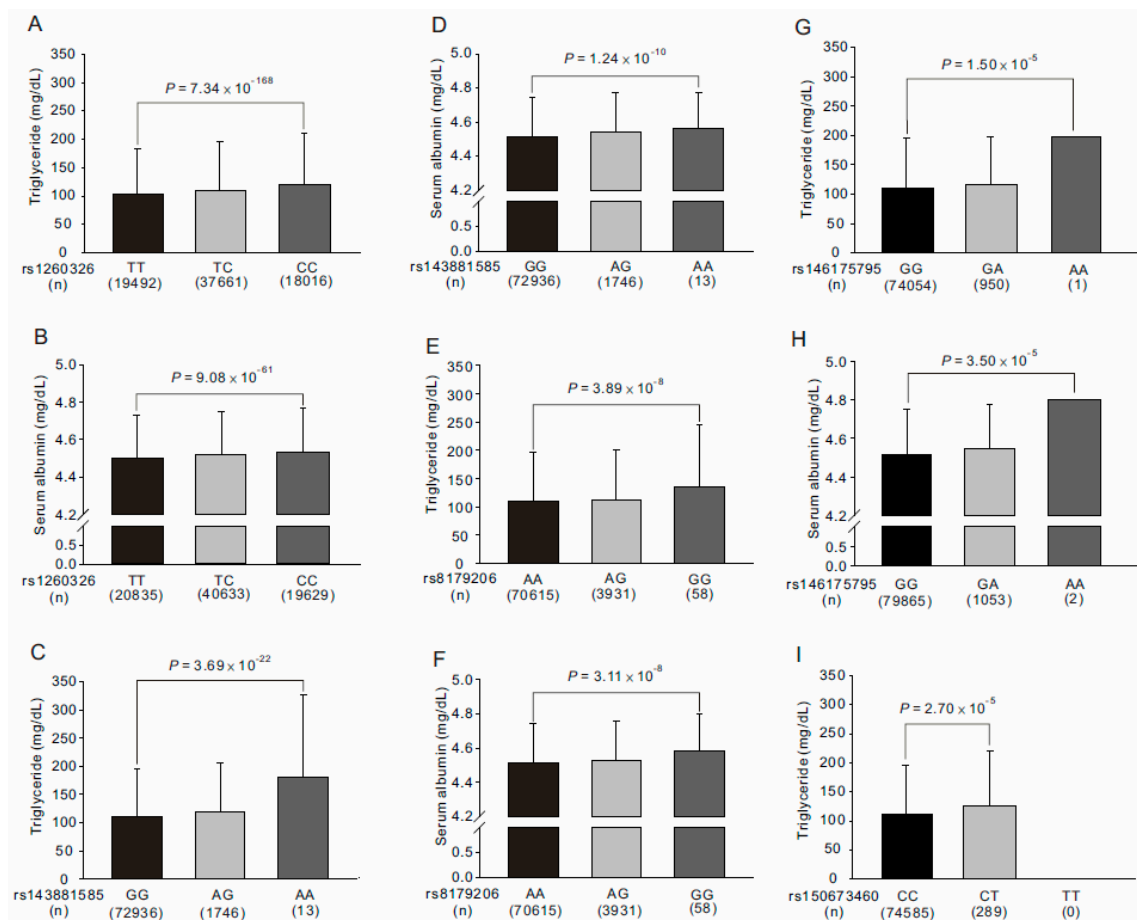 A
Triglyceride (mg/dL)
350
300
250
200
150
100
50
0
P = 7.34 × 10⁻¹⁶⁸
rs1260326 TT TC CC
(n) (19492) (37661) (18016)
B
Serum albumin (mg/dL)
5.0
4.8
4.6
4.4
4.2
0.5
0.0
P = 9.08 × 10⁻⁶¹
rs1260326 TT TC CC
(n) (20835) (40633) (19629)
C
Triglyceride (mg/dL)
350
300
250
200
150
100
50
0
P = 3.69 × 10⁻²²
rs143881585 GG AG AA
(n) (72936) (1746) (13)
D
Serum albumin (mg/dL)
5.0
4.8
4.6
4.4
4.2
0.5
0.0
P = 1.24 × 10⁻¹⁰
rs143881585 GG AG AA
(n) (72936) (1746) (13)
E
Triglyceride (mg/dL)
350
300
250
200
150
100
50
0
P = 3.89 × 10⁻⁸
rs8179206 AA AG GG
(n) (70615) (3931) (58)
F
Serum albumin (mg/dL)
5.0
4.8
4.6
4.4
4.2
0.5
0.0
P = 3.11 × 10⁻⁸
rs8179206 AA AG GG
(n) (70615) (3931) (58)
G
Triglyceride (mg/dL)
350
300
250
200
150
100
50
0
P = 1.50 × 10⁻⁵
rs146175795 GG GA AA
(n) (74054) (950) (1)
H
Serum albumin (mg/dL)
5.0
4.8
4.6
4.4
4.2
0.5
0.0
P = 3.50 × 10⁻⁵
rs146175795 GG GA AA
(n) (79865) (1053) (2)
I
Triglyceride (mg/dL)
350
300
250
200
150
100
50
0
P = 2.70 × 10⁻⁵
rs150673460 CC CT TT
(n) (74585) (289) (0)